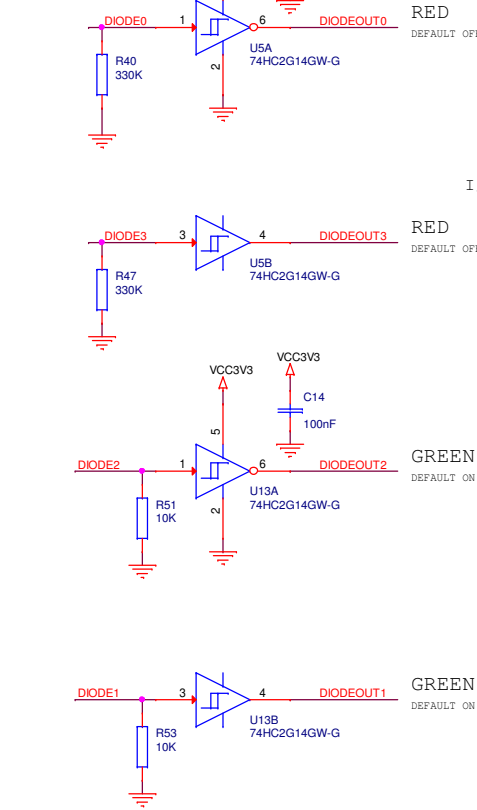 DIODE0
1
6
DIODEOUT0
RED
DEFAULT OF
U5A
74HC2G14GW-G
R40
330K
2
I
DIODE3
3
4
DIODEOUT3
RED
DEFAULT OF
U5B
74HC2G14GW-G
R47
330K
VCC3V3
VCC3V3
C14
100nF
5
DIODE2
1
6
DIODEOUT2
GREEN
DEFAULT ON
U13A
74HC2G14GW-G
R51
10K
2
DIODE1
3
4
DIODEOUT1
GREEN
DEFAULT ON
U13B
74HC2G14GW-G
R53
10K